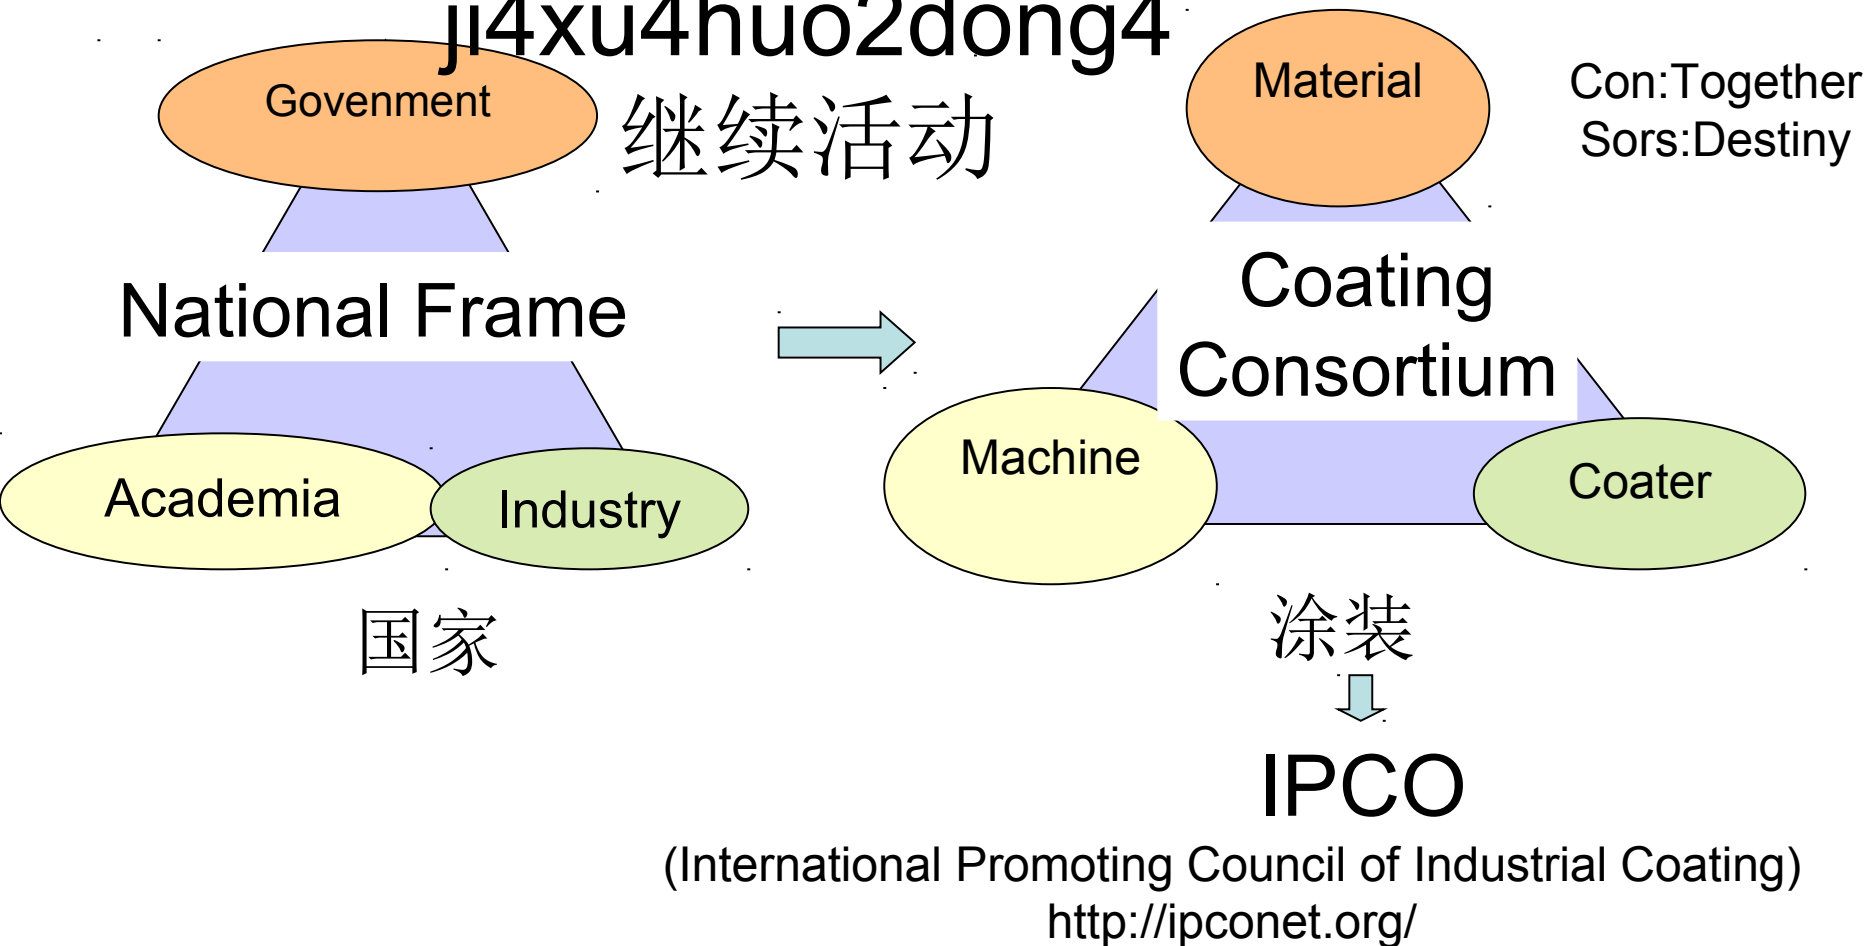 ji4xu4huo2dong4
继续活动
Govenment
National Frame
Academia
Industry
国家
Material
Con:Together
Sors:Destiny
Coating
Consortium
Machine
Coater
涂装
IPCO
(International Promoting Council of Industrial Coating)
http://ipconet.org/